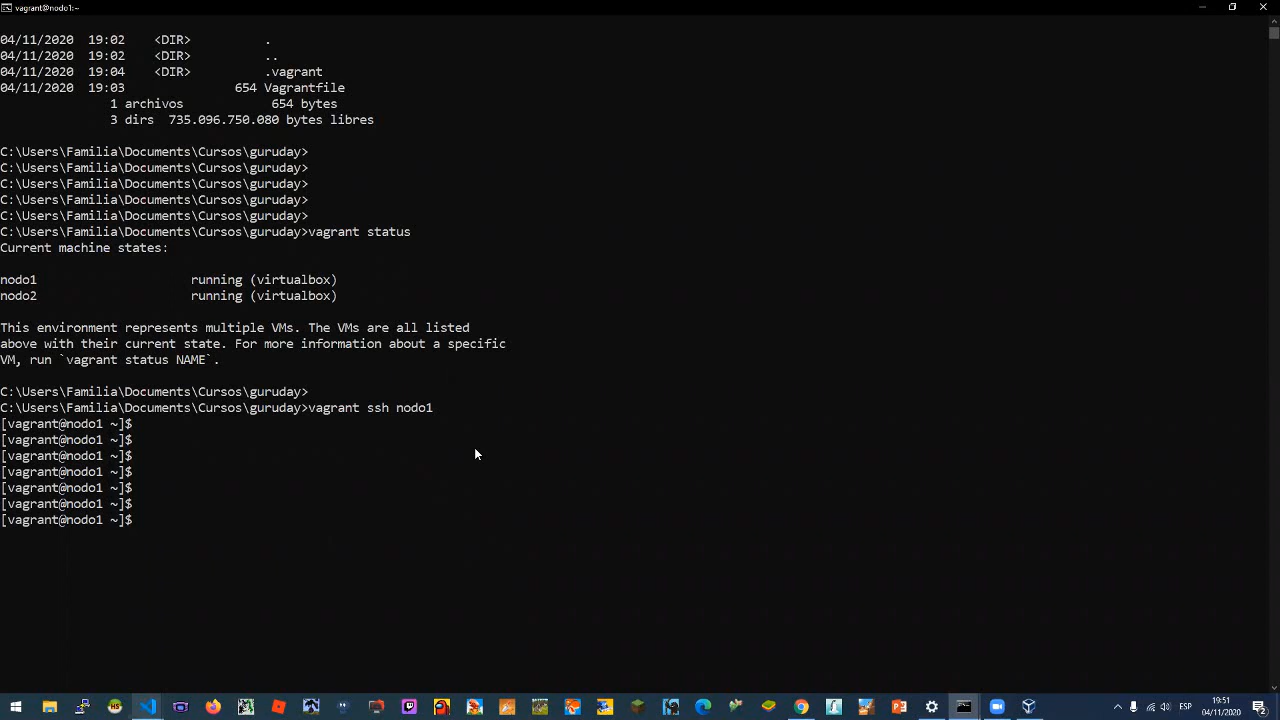 vagrant@nodo1:~
04/11/2020  19:02    <DIR>          .
04/11/2020  19:02    <DIR>          ..
04/11/2020  19:04    <DIR>          .vagrant
04/11/2020  19:03               654 Vagrantfile
               1 archivos            654 bytes
               3 dirs  735.096.750.080 bytes libres
C:\Users\Familia\Documents\Cursos\guruday>
C:\Users\Familia\Documents\Cursos\guruday>
C:\Users\Familia\Documents\Cursos\guruday>
C:\Users\Familia\Documents\Cursos\guruday>
C:\Users\Familia\Documents\Cursos\guruday>
C:\Users\Familia\Documents\Cursos\guruday>vagrant status
Current machine states:
nodo1                     running (virtualbox)
nodo2                     running (virtualbox)
This environment represents multiple VMs. The VMs are all listed
above with their current state. For more information about a specific
VM, run `vagrant status NAME`.
C:\Users\Familia\Documents\Cursos\guruday>
C:\Users\Familia\Documents\Cursos\guruday>vagrant ssh nodo1
[vagrant@nodo1 ~]$
[vagrant@nodo1 ~]$
[vagrant@nodo1 ~]$
[vagrant@nodo1 ~]$
[vagrant@nodo1 ~]$
[vagrant@nodo1 ~]$
[vagrant@nodo1 ~]$
ESP
19:51
04/11/2020